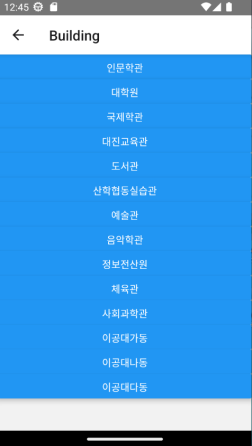 12:45
Building
인문학관
대학원
국제학관
대진교육관
도서관
산학협동실습관
예술관
음악학관
정보전산원
체육관
사회과학관
이공대가동
이공대나동
이공대다동